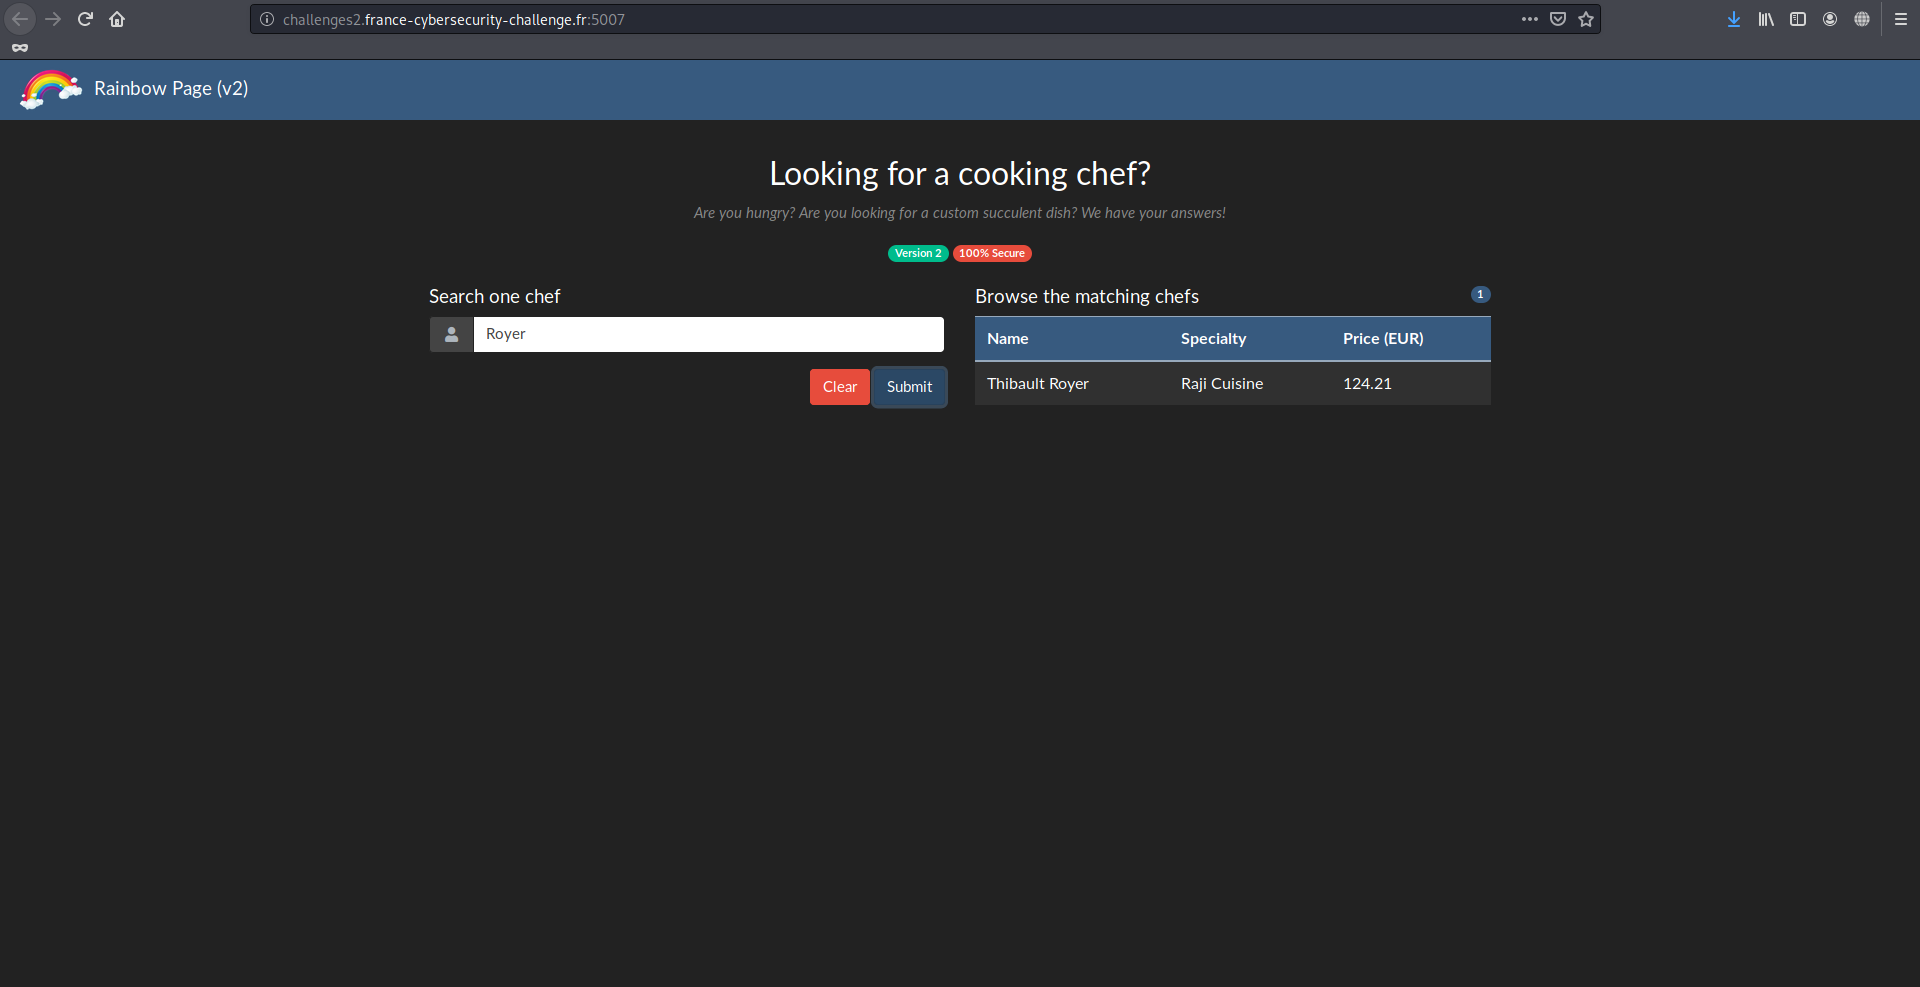 challenges2.france-cybersecurity-challenge.fr:5007
Rainbow Page (v2)
Looking for a cooking chef?
Are you hungry? Are you looking for a custom succulent dish? We have your answers!
Version 2 100% Secure
Search one chef
Royer
Clear Submit
Browse the matching chefs 1
Name Specialty Price (EUR)
Thibault Royer Raji Cuisine 124.21